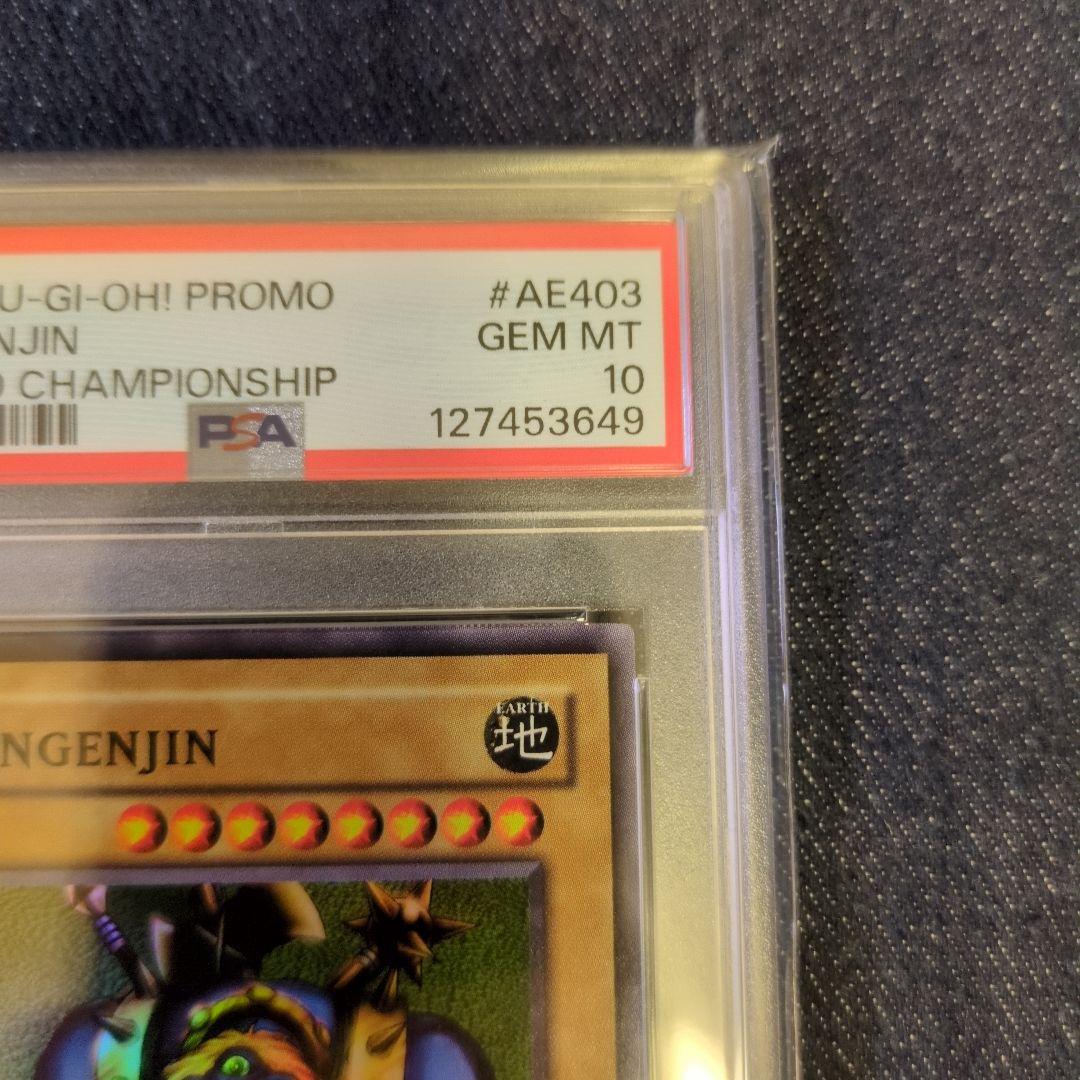 U-GI-OH! PROMO #AE403
NJIN GEM MT
CHAMPIONSHIP 10
PSA 127453649
NGENJIN
EARTH
地